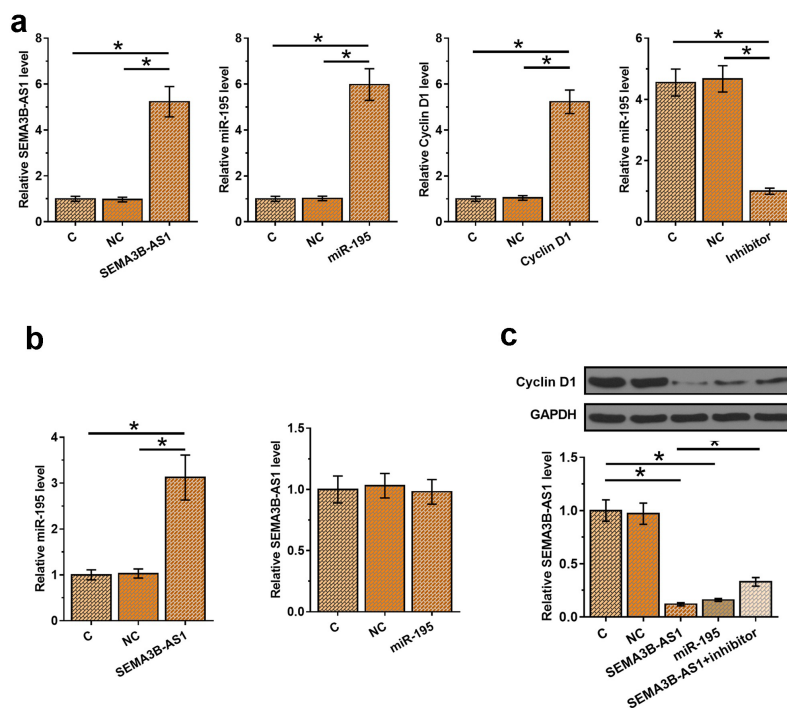 a
Relative SEMA3B-AS1 level
8
6
4
2
0
*
*
C
NC
SEMA3B-AS1
Relative miR-195 level
8
6
4
2
0
*
*
C
NC
miR-195
Relative Cyclin D1 level
8
6
4
2
0
*
*
C
NC
Cyclin D1
Relative miR-195 level
6
4
2
0
*
*
C
NC
Inhibitor
b
Relative miR-195 level
4
3
2
1
0
*
*
C
NC
SEMA3B-AS1
Relative SEMA3B-AS1 level
1.5
1.0
0.5
0.0
C
NC
miR-195
c
Cyclin D1
GAPDH
Relative SEMA3B-AS1 level
1.5
1.0
0.5
0.0
*
*
*
C
NC
SEMA3B-AS1
miR-195
SEMA3B-AS1+inhibitor